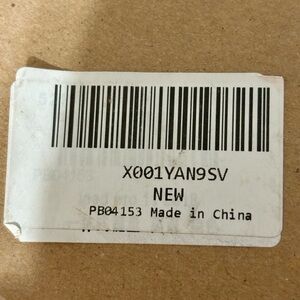 X001YAN9SV
NEW
PB04153 Made in China